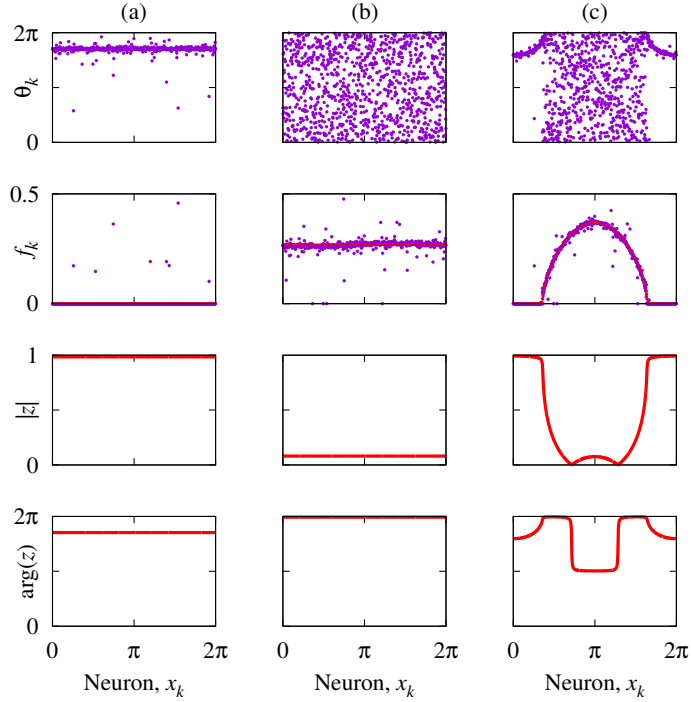 (a) (b) (c)
2π
θk
0
0.5
fk
0
1
|z|
0
2π
arg(z)
0
0 π 2π 0 π 2π 0 π 2π
Neuron, xk Neuron, xk Neuron, xk